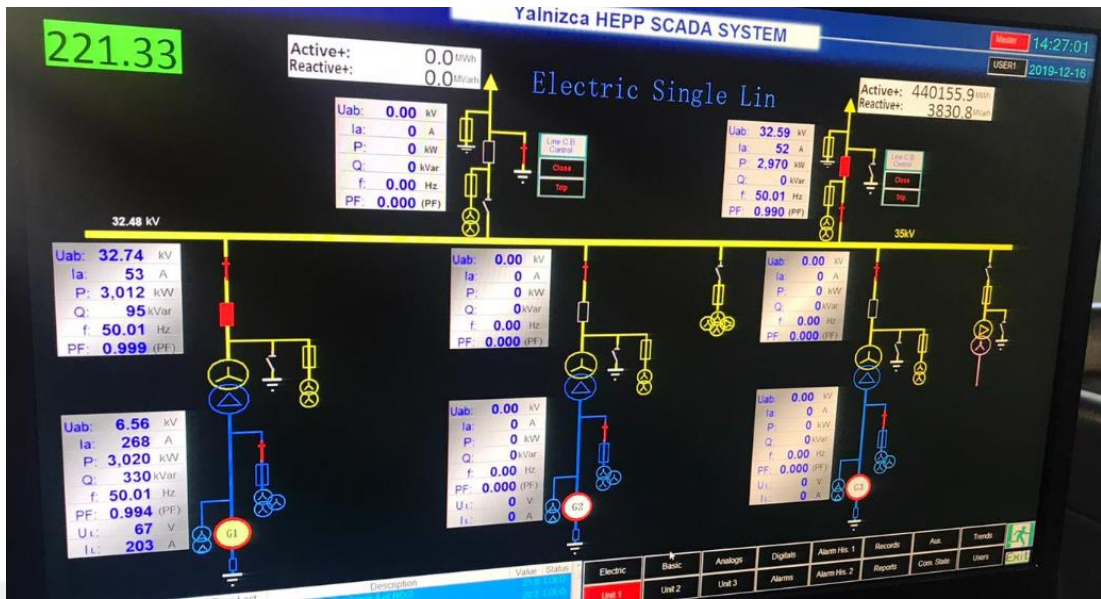 Yalnizca HEPP SCADA SYSTEM
221.33
Master 14:27:01
USER1 2019-12-16
Active+: 0.0 MWh
Reactive+: 0.0 MVarh
Electric Single Lin
Active+: 440155.9 MWh
Reactive+: 3830.8 MVarh
Uab: 0.00 kV
Ia: 0 A
P: 0 kW
Q: 0 kVar
f: 0.00 Hz
PF: 0.000 (PF)
Line C.B.
Control
Close
Trip
Uab: 32.59 kV
Ia: 52 A
P: 2,970 kW
Q: 0 kVar
f: 50.01 Hz
PF: 0.990 (PF)
Line C.B.
Control
Close
Trip
32.48 kV
35kV
Uab: 32.74 kV
Ia: 53 A
P: 3,012 kW
Q: 95 kVar
f: 50.01 Hz
PF: 0.999 (PF)
Uab: 0.00 kV
Ia: 0 A
P: 0 kW
Q: 0 kVar
f: 0.00 Hz
PF: 0.000 (PF)
Uab: 0.00 kV
Ia: 0 A
P: 0 kW
Q: 0 kVar
f: 0.00 Hz
PF: 0.000 (PF)
Uab: 6.56 kV
Ia: 268 A
P: 3,020 kW
Q: 330 kVar
f: 50.01 Hz
PF: 0.994 (PF)
UL: 67 V
IL: 203 A
G1
Uab: 0.00 kV
Ia: 0 A
P: 0 kW
Q: 0 kVar
f: 0.00 Hz
PF: 0.000 (PF)
UL: 0 V
IL: 0 A
G2
Uab: 0.00 kV
Ia: 0 A
P: 0 kW
Q: 0 kVar
f: 0.00 Hz
PF: 0.000 (PF)
UL: 0 V
IL: 0 A
G3
Description Value Status
Electric Basic Analogs Digitals Alarm His. 1 Records Aux. Trends
Unit 1 Unit 2 Unit 3 Alarms Alarm His. 2 Reports Com. State Users
EXIT